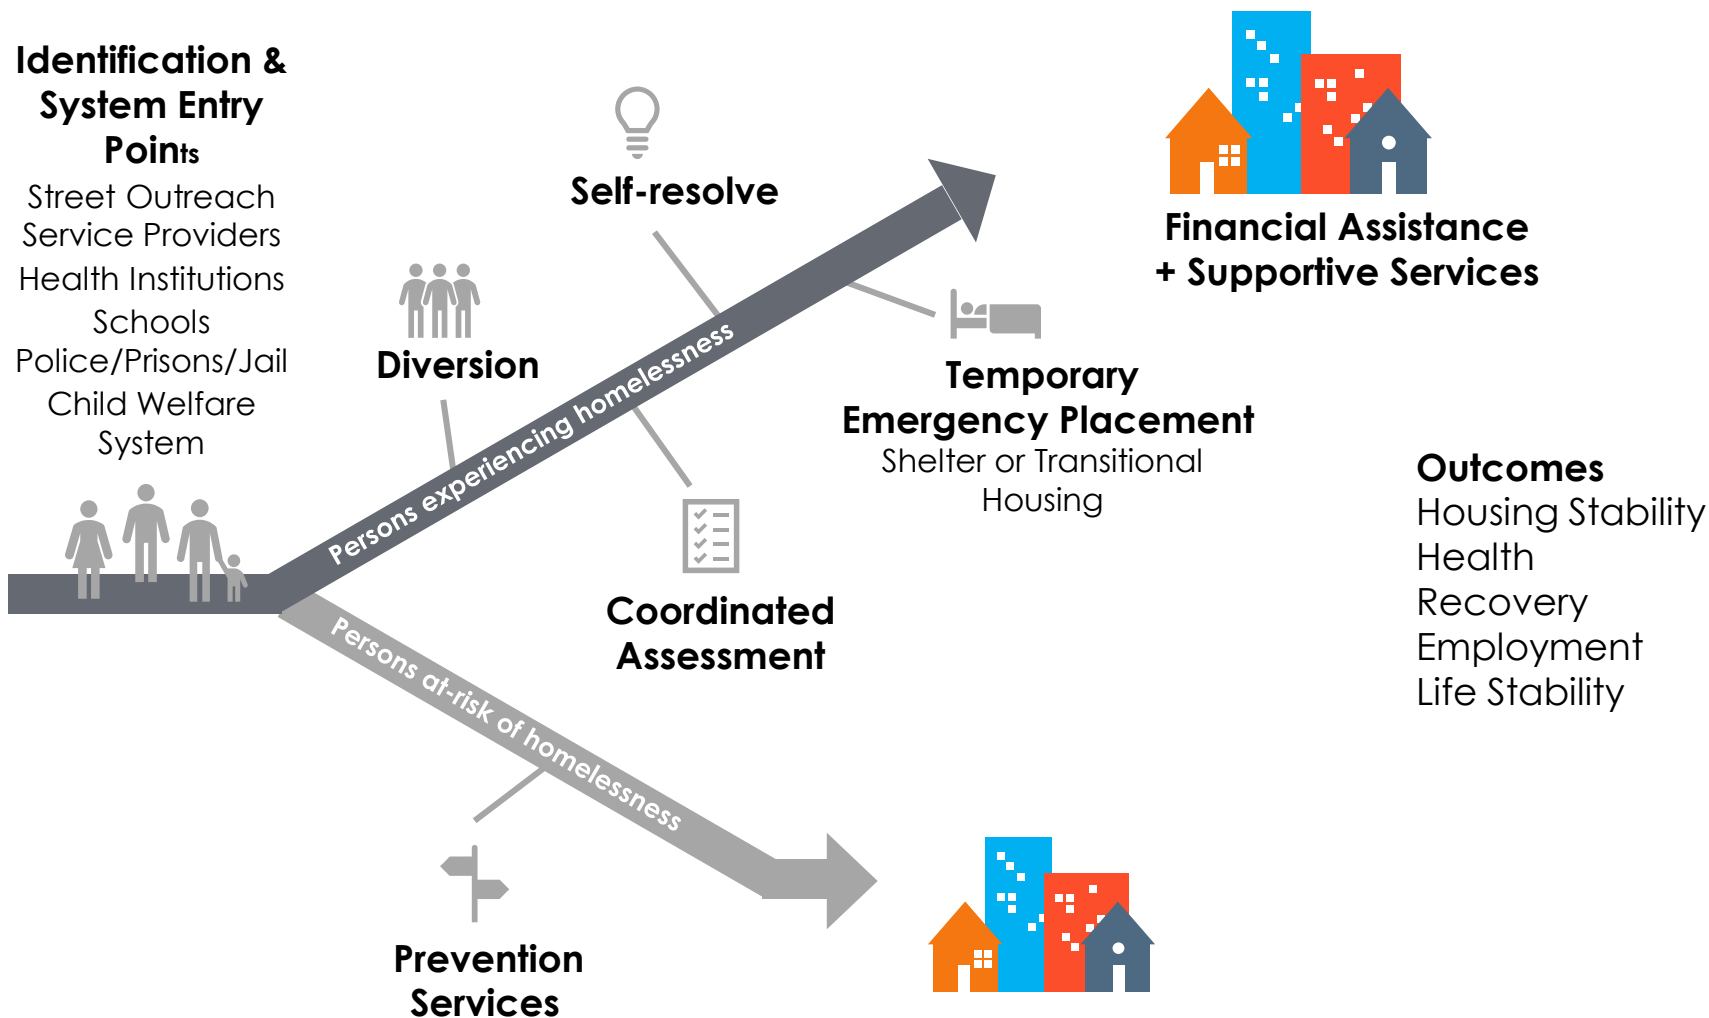 Identification &
System Entry
Points
Street Outreach
Service Providers
Health Institutions
Schools
Police/Prisons/Jail
Child Welfare
System
Diversion
Self-resolve
Persons experiencing homelessness
Coordinated
Assessment
Temporary
Emergency Placement
Shelter or Transitional
Housing
Financial Assistance
+ Supportive Services
Persons at-risk of homelessness
Prevention
Services
Outcomes
Housing Stability
Health
Recovery
Employment
Life Stability